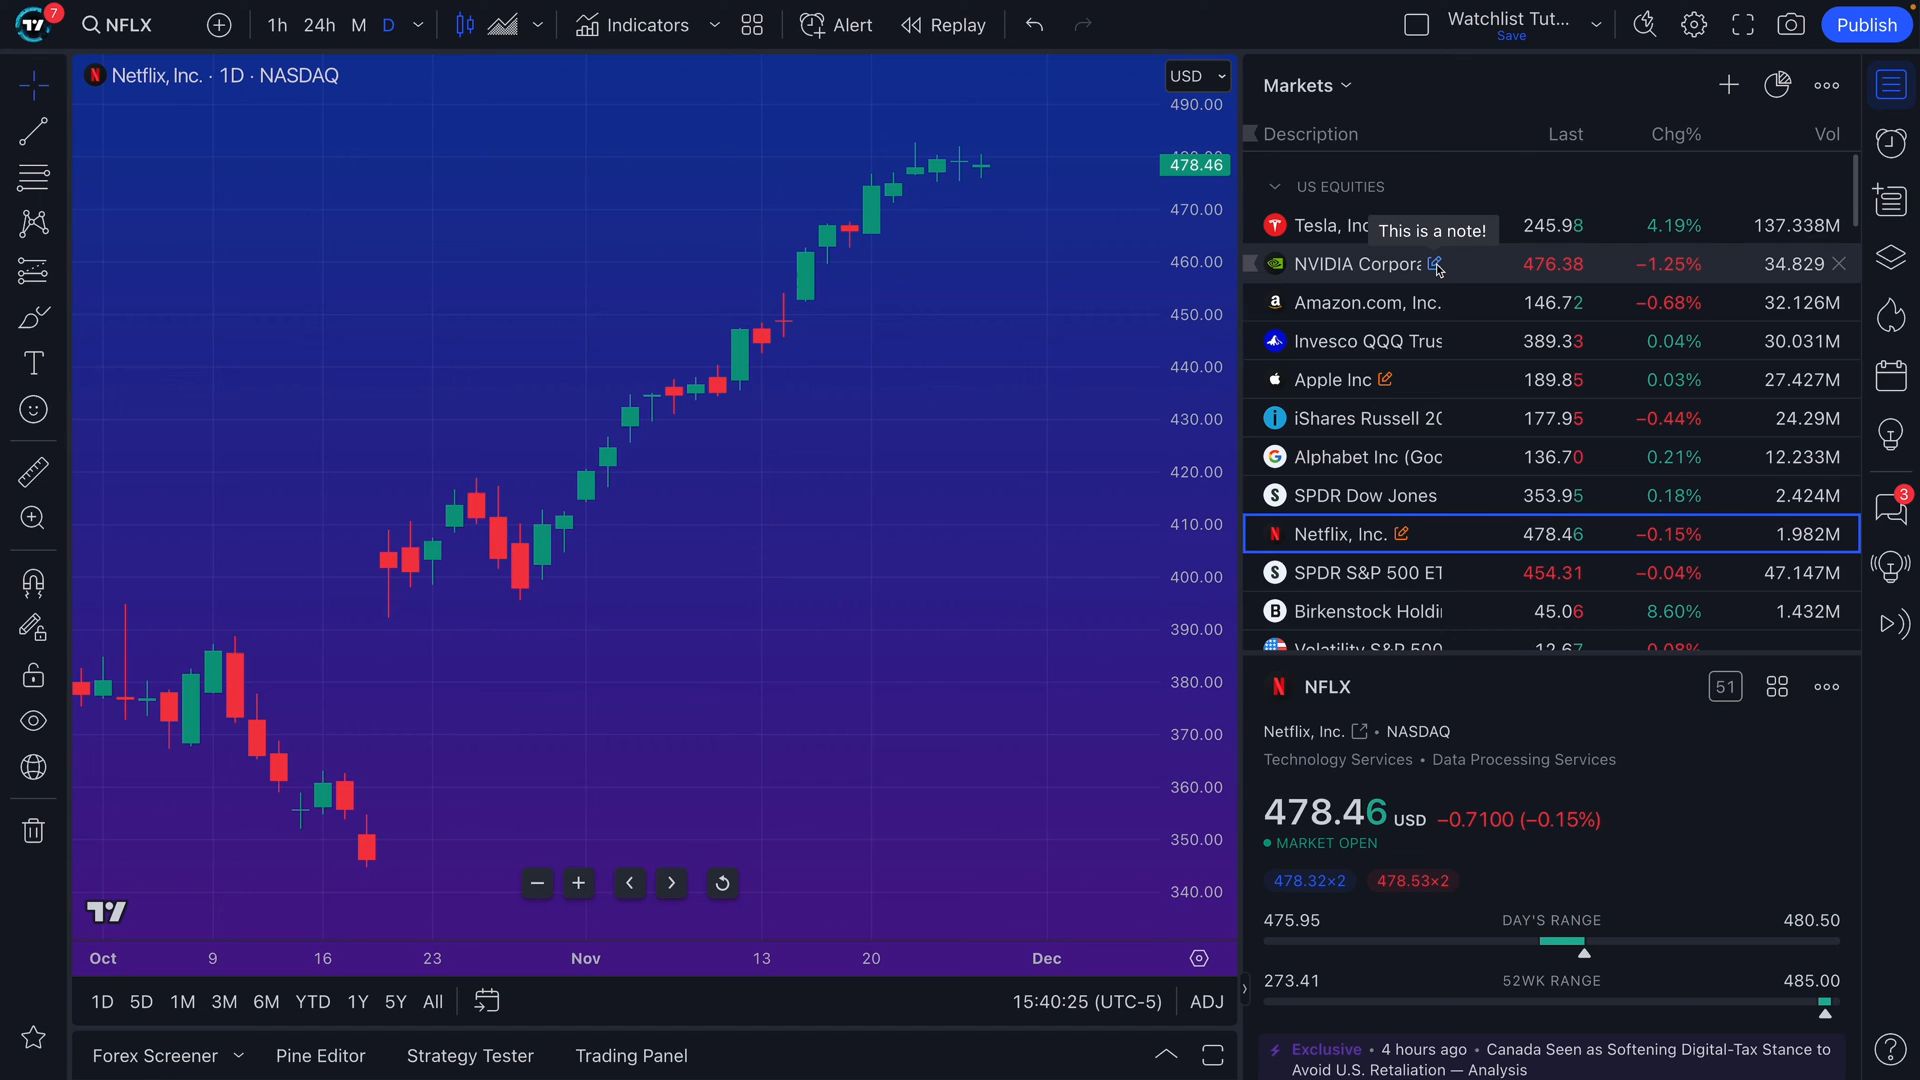 7
NFLX
1h 24h M D
Indicators
Alert
Replay
Watchlist Tut...
Save
Publish
Netflix, Inc. · 1D · NASDAQ
USD
490.00
478.46
470.00
460.00
450.00
440.00
430.00
420.00
410.00
400.00
390.00
380.00
370.00
360.00
350.00
340.00
Oct 9 16 23 Nov 13 20 Dec
1D 5D 1M 3M 6M YTD 1Y 5Y All
15:40:25 (UTC-5) ADJ
Forex Screener Pine Editor Strategy Tester Trading Panel
Markets
Description Last Chg% Vol
US EQUITIES
Tesla, Inc 245.98 4.19% 137.338M
This is a note!
NVIDIA Corpora 476.38 −1.25% 34.829
Amazon.com, Inc. 146.72 −0.68% 32.126M
Invesco QQQ Trus 389.33 0.04% 30.031M
Apple Inc 189.85 0.03% 27.427M
iShares Russell 20 177.95 −0.44% 24.29M
Alphabet Inc (Goo 136.70 0.21% 12.233M
SPDR Dow Jones 353.95 0.18% 2.424M
Netflix, Inc. 478.46 −0.15% 1.982M
SPDR S&P 500 ET 454.31 −0.04% 47.147M
Birkenstock Holdi 45.06 8.60% 1.432M
Volatility S&P 500 12.67
3
NFLX
51
Netflix, Inc. • NASDAQ
Technology Services • Data Processing Services
478.46 USD −0.7100 (−0.15%)
MARKET OPEN
478.32×2 478.53×2
475.95 DAY'S RANGE 480.50
273.41 52WK RANGE 485.00
Exclusive • 4 hours ago • Canada Seen as Softening Digital-Tax Stance to
Avoid U.S. Retaliation — Analysis